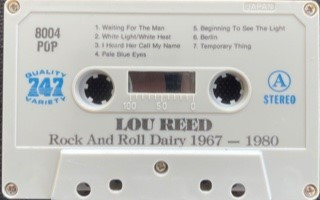 8004
POP
1. Waiting For The Man
2. White Light/White Heat
3. I Heard Her Call My Name
4. Pale Blue Eyes
5. Beginning To See The Light
6. Berlin
7. Temporary Thing
QUALITY
747
VARIETY
100 50 0
A
STEREO
LOU REED
Rock And Roll Dairy 1967 — 1980